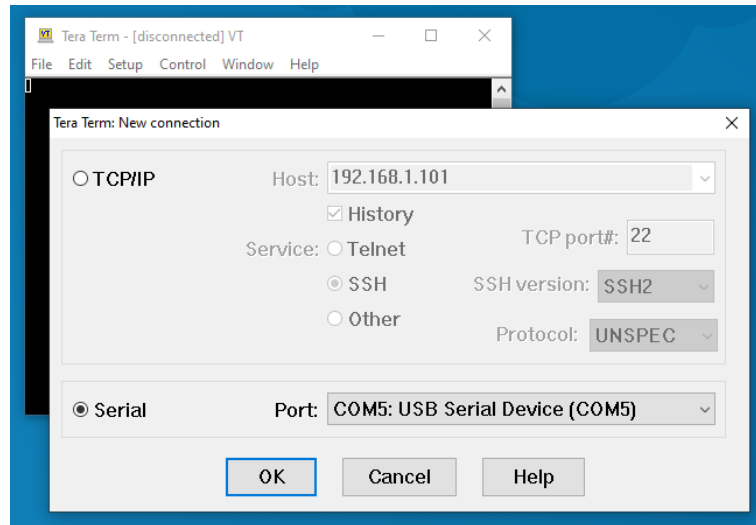 VT Tera Term - [disconnected] VT
File Edit Setup Control Window Help
Tera Term: New connection
TCP/IP Host: 192.168.1.101
History
Service: Telnet TCP port#: 22
SSH SSH version: SSH2
Other Protocol: UNSPEC
Serial Port: COM5: USB Serial Device (COM5)
OK Cancel Help